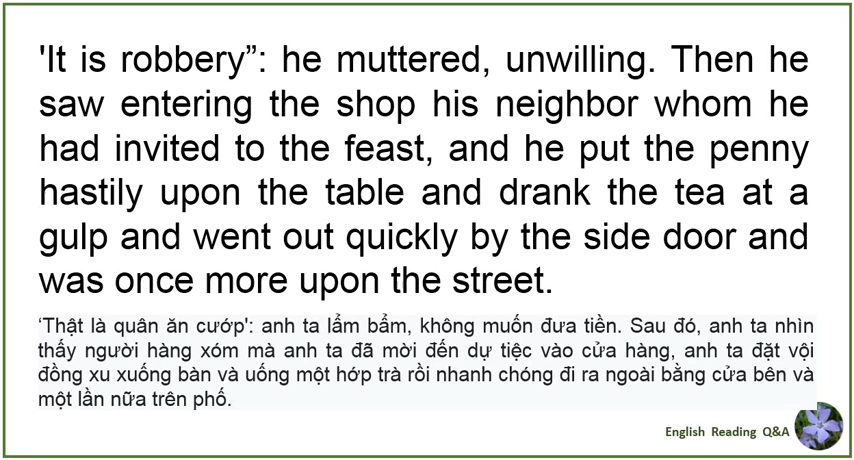 'It is robbery”: he muttered, unwilling. Then he
saw entering the shop his neighbor whom he
had invited to the feast, and he put the penny
hastily upon the table and drank the tea at a
gulp and went out quickly by the side door and
was once more upon the street.
‘Thật là quân ăn cướp': anh ta lẩm bẩm, không muốn đưa tiền. Sau đó, anh ta nhìn
thấy người hàng xóm mà anh ta đã mời đến dự tiệc vào cửa hàng, anh ta đặt vội
đồng xu xuống bàn và uống một hớp trà rồi nhanh chóng đi ra ngoài bằng cửa bên và
một lần nữa trên phố.
English Reading Q&A